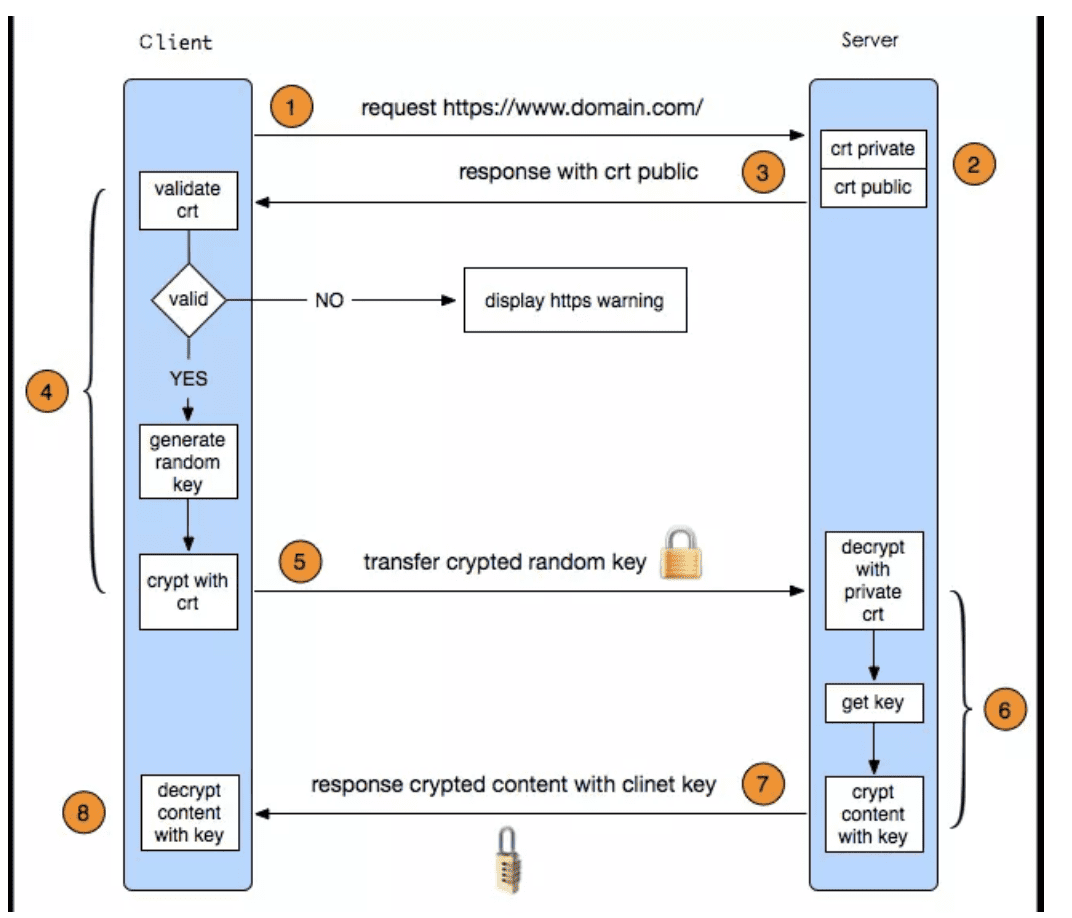 Client
Server
1
request https://www.domain.com/
crt private
2
response with crt public
3
crt public
validate
crt
valid
NO
display https warning
YES
4
generate
random
key
5
transfer crypted random key
crypt with
crt
decrypt
with
private
crt
get key
6
response crypted content with clinet key
7
8
decrypt
content
with key
crypt
content
with key